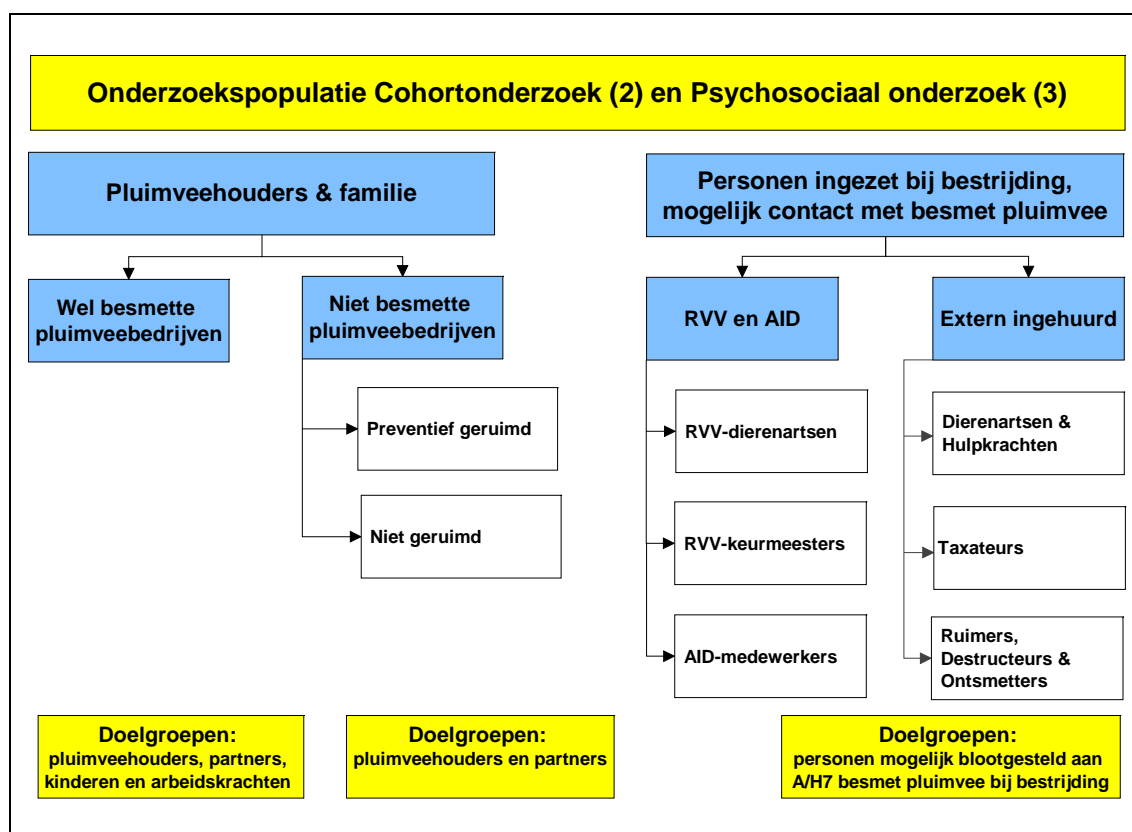 Onderzoekspopulatie Cohortonderzoek (2) en Psychosociaal onderzoek (3)
Pluimveehouders & familie
Personen ingezet bij bestrijding,
mogelijk contact met besmet pluimvee
Wel besmette
pluimveebedrijven
Niet besmette
pluimveebedrijven
RVV en AID
Extern ingehuurd
Preventief geruimd
Niet geruimd
RVV-dierenartsen
RVV-keurmeesters
AID-medewerkers
Dierenartsen &
Hulpkrachten
Taxateurs
Ruimers,
Destructeurs &
Ontsmetters
Doelgroepen:
pluimveehouders, partners,
kinderen en arbeidskrachten
Doelgroepen:
pluimveehouders en partners
Doelgroepen:
personen mogelijk blootgesteld aan
A/H7 besmet pluimvee bij bestrijding